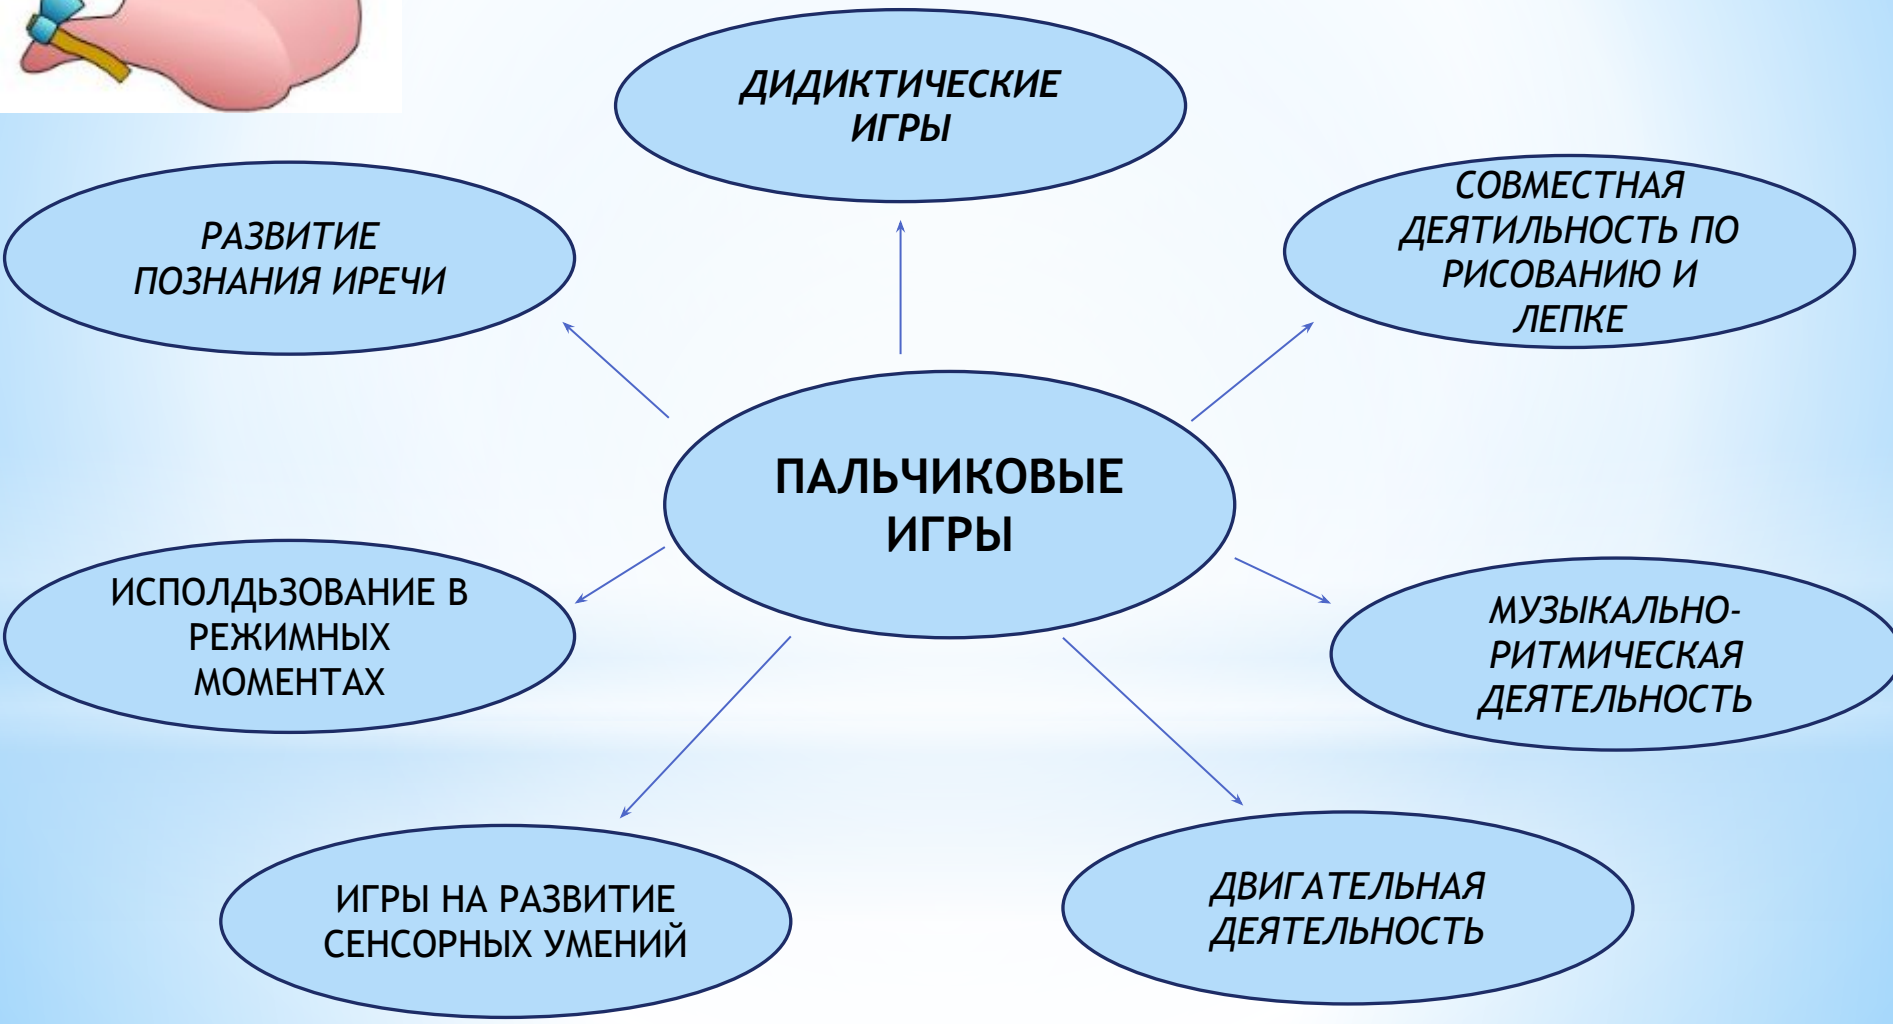 ДИДИКТИЧЕСКИЕ
ИГРЫ
РАЗВИТИЕ
ПОЗНАНИЯ ИРЕЧИ
СОВМЕСТНАЯ
ДЕЯТИЛЬНОСТЬ ПО
РИСОВАНИЮ И
ЛЕПКЕ
ПАЛЬЧИКОВЫЕ
ИГРЫ
ИСПОЛДЬЗОВАНИЕ В
РЕЖИМНЫХ
МОМЕНТАХ
МУЗЫКАЛЬНО-
РИТМИЧЕСКАЯ
ДЕЯТЕЛЬНОСТЬ
ИГРЫ НА РАЗВИТИЕ
СЕНСОРНЫХ УМЕНИЙ
ДВИГАТЕЛЬНАЯ
ДЕЯТЕЛЬНОСТЬ